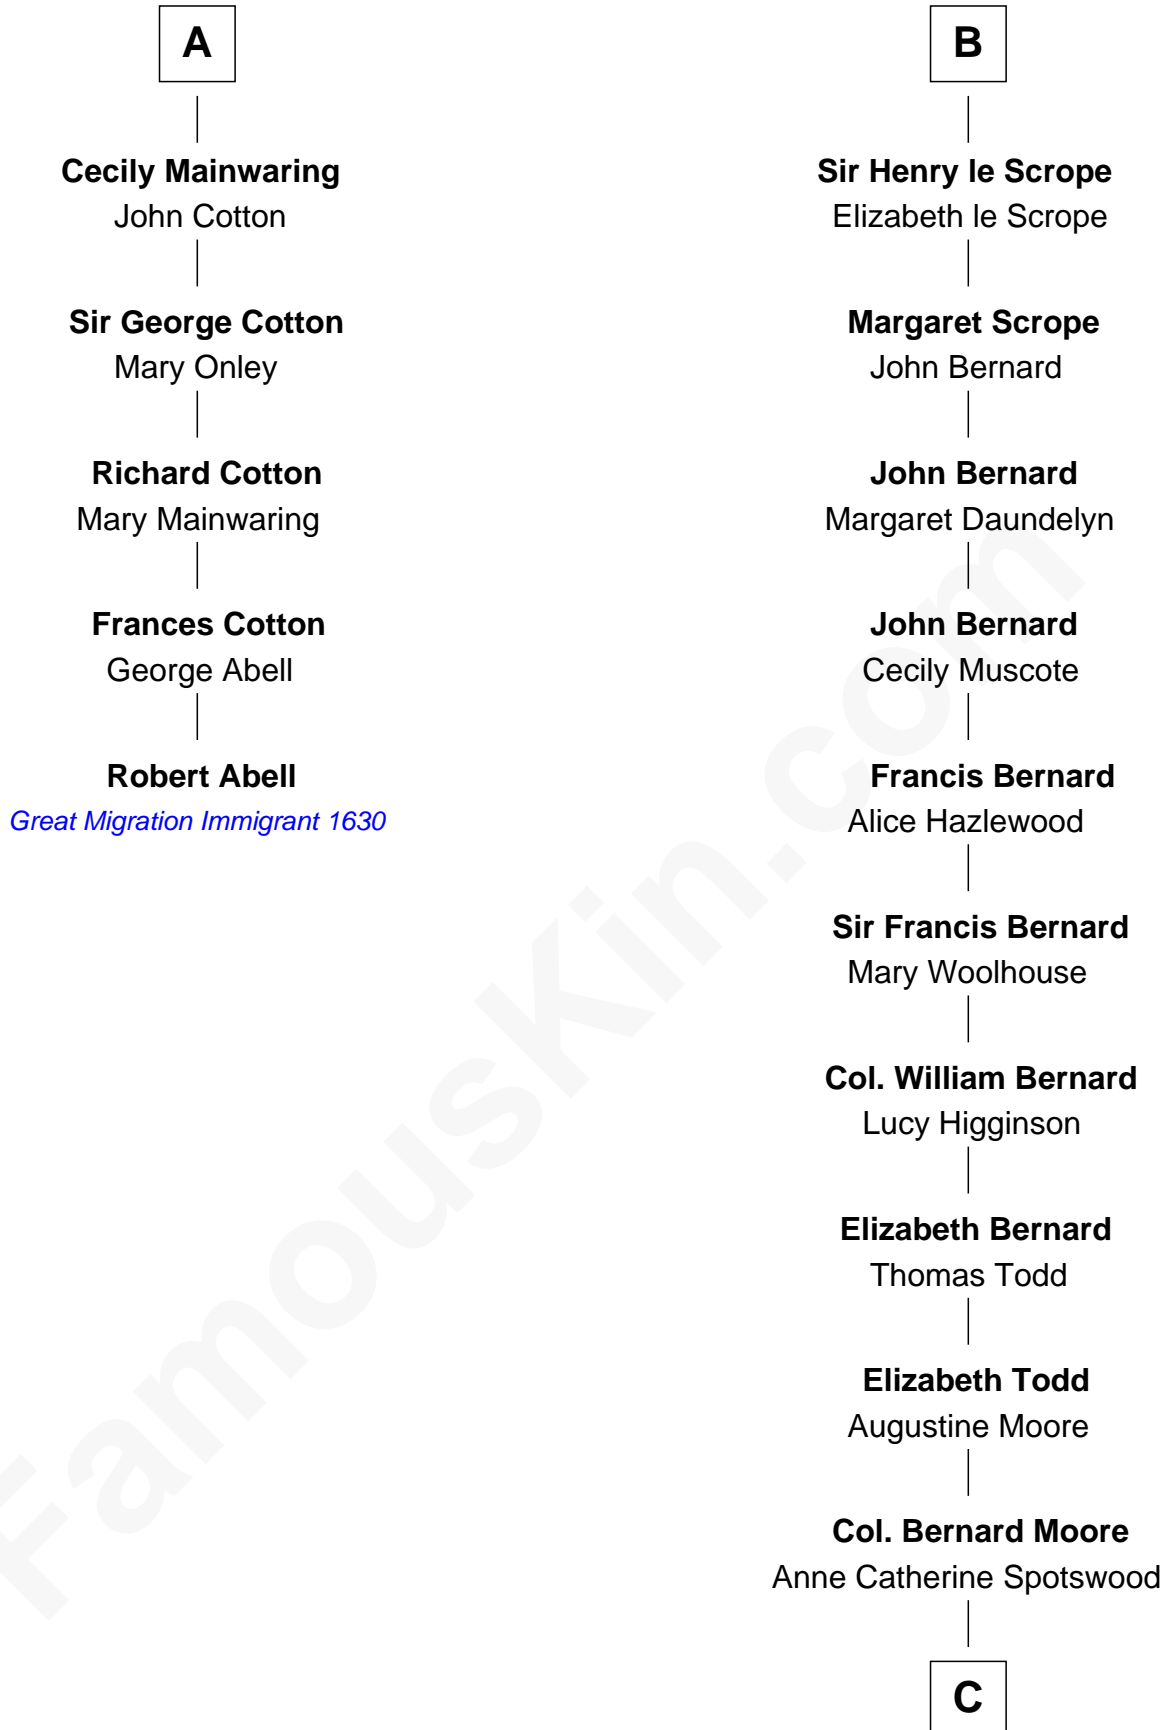 A
Cecily Mainwaring
John Cotton
Sir George Cotton
Mary Onley
Richard Cotton
Mary Mainwaring
Frances Cotton
George Abell
Robert Abell
Great Migration Immigrant 1630
B
Sir Henry le Scrope
Elizabeth le Scrope
Margaret Scrope
John Bernard
John Bernard
Margaret Daundelyn
John Bernard
Cecily Muscote
Francis Bernard
Alice Hazlewood
Sir Francis Bernard
Mary Woolhouse
Col. William Bernard
Lucy Higginson
Elizabeth Bernard
Thomas Todd
Elizabeth Todd
Augustine Moore
Col. Bernard Moore
Anne Catherine Spotswood
C
FamousKin.com